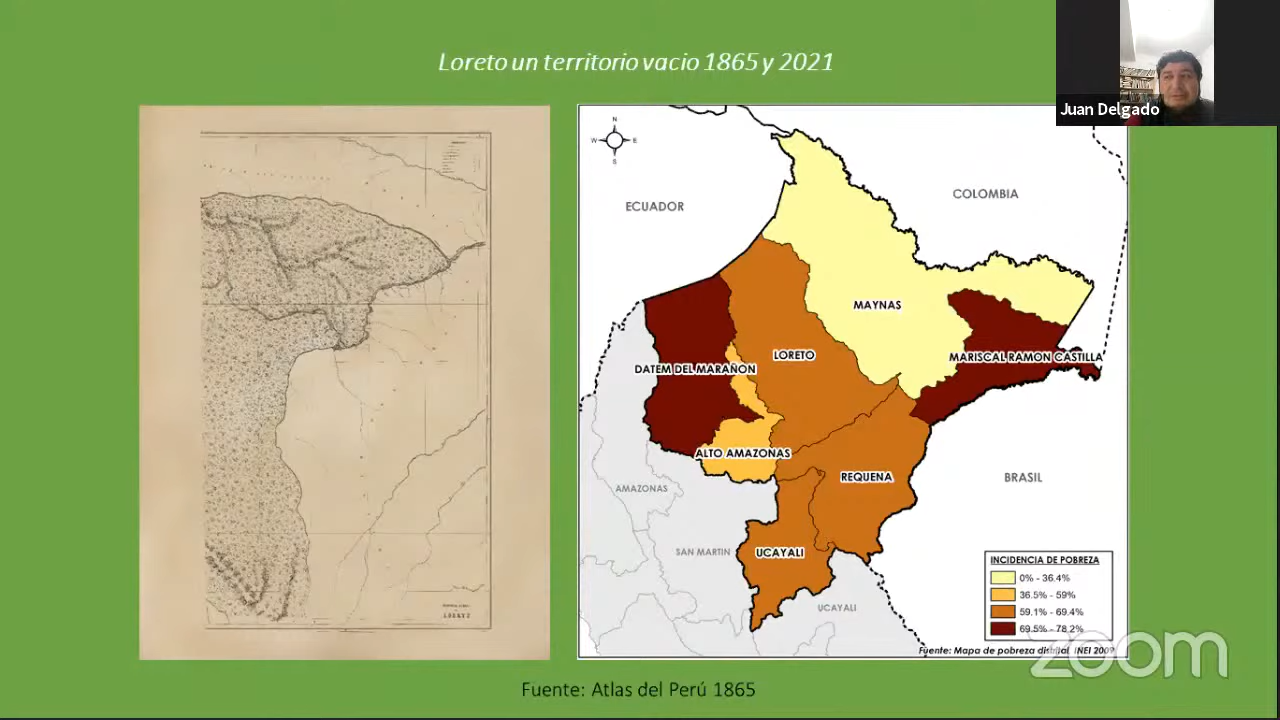 Loreto un territorio vacio 1865 y 2021
Juan Delgado
LORETO
N
W
E
S
ECUADOR
COLOMBIA
MAYNAS
LORETO
MARISCAL RAMON CASTILLA
DATEM DEL MARAÑON
ALTO AMAZONAS
REQUENA
BRASIL
AMAZONAS
SAN MARTIN
UCAYALI
UCAYALI
INCIDENCIA DE POBREZA
0% - 36.4%
36.5% - 59%
59.1% - 69.4%
69.5% - 78.2%
Fuente: Mapa de pobreza distrital INEI 2009
zoom
Fuente: Atlas del Perú 1865